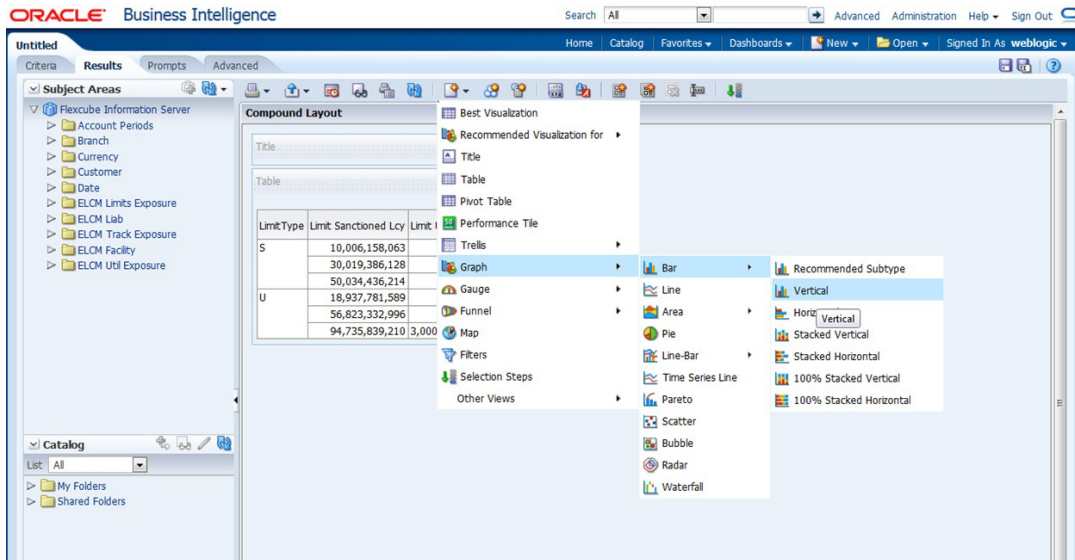 ORACLE Business Intelligence
Search All Advanced Administration Help Sign Out
Untitled
Home Catalog Favorites Dashboards New Open Signed In As weblogic
Criteria Results Prompts Advanced
Subject Areas
Flexcube Information Server
Account Periods
Branch
Currency
Customer
Date
ELCM Limits Exposure
ELCM Liab
ELCM Track Exposure
ELCM Facility
ELCM Util Exposure
Catalog
List All
My Folders
Shared Folders
Compound Layout
Title
Table
LimitType Limit Sanctioned Lcy Limit
S 10,006,158,063
30,019,386,128
50,034,436,214
U 18,937,781,589
56,823,332,996
94,735,839,210 3,000
Best Visualization
Recommended Visualization for
Title
Table
Pivot Table
Performance Tile
Trellis
Graph
Gauge
Funnel
Map
Filters
Selection Steps
Other Views
Bar
Line
Area
Pie
Line-Bar
Time Series Line
Pareto
Scatter
Bubble
Radar
Waterfall
Recommended Subtype
Vertical
Horiz
Vertical
Stacked Vertical
Stacked Horizontal
100% Stacked Vertical
100% Stacked Horizontal